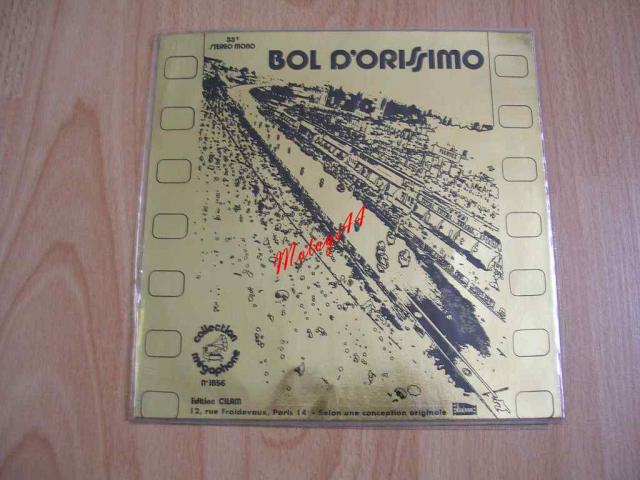 33T
STEREO MONO
BOL D'ORISSIMO
Motogi44
collection
mégaphone
N°1856
Edition CILAM
12, rue Froidevaux, Paris 14 - Selon une conception originale